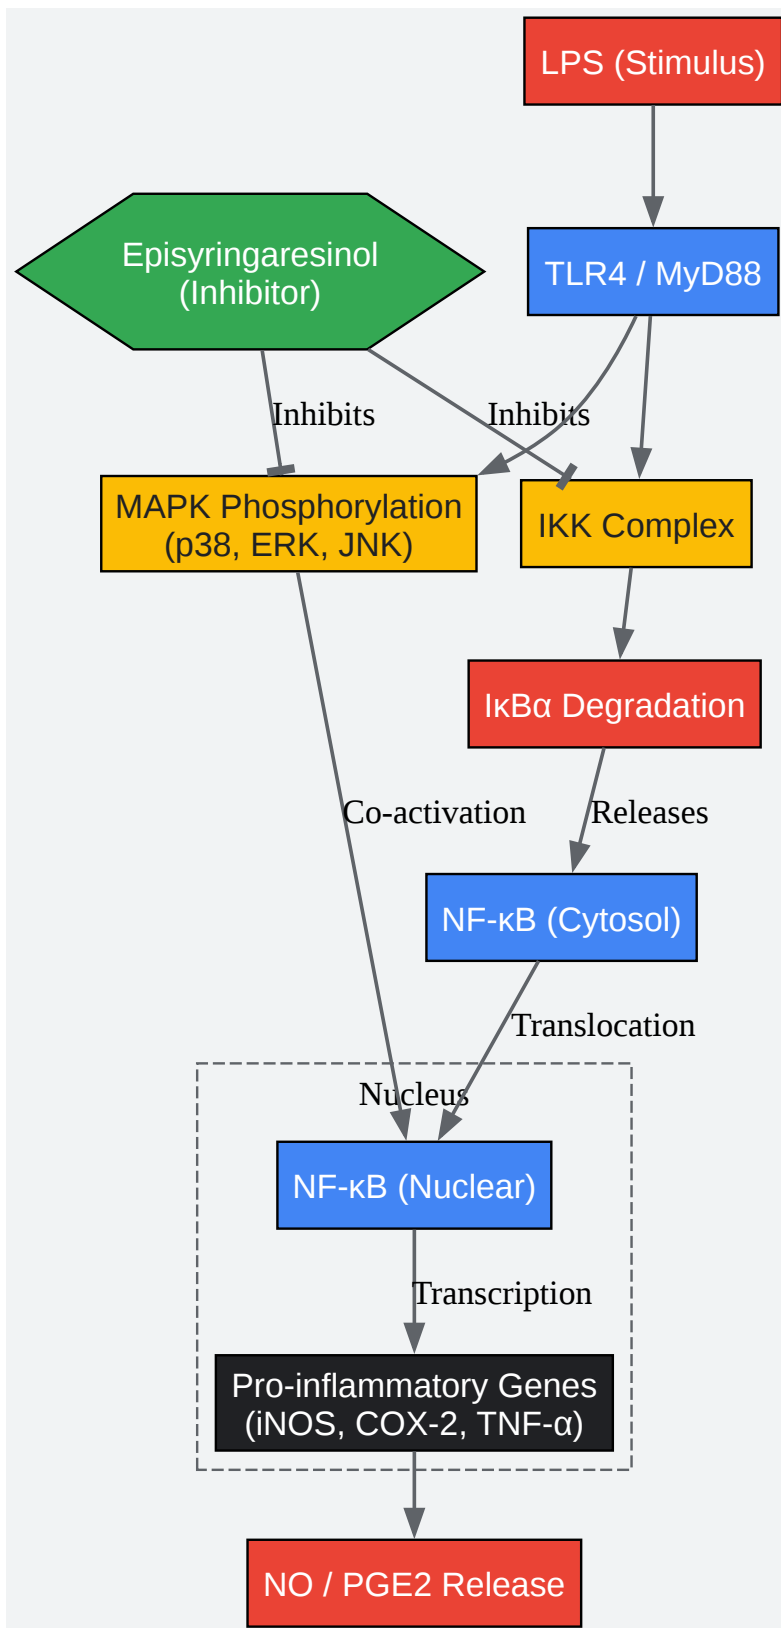 LPS (Stimulus)
Episyringaresinol
(Inhibitor)
TLR4 / MyD88
Inhibits
Inhibits
MAPK Phosphorylation
(p38, ERK, JNK)
IKK Complex
IκBα Degradation
Co-activation
Releases
NF-κB (Cytosol)
Translocation
Nucleus
NF-κB (Nuclear)
Transcription
Pro-inflammatory Genes
(iNOS, COX-2, TNF-α)
NO / PGE2 Release